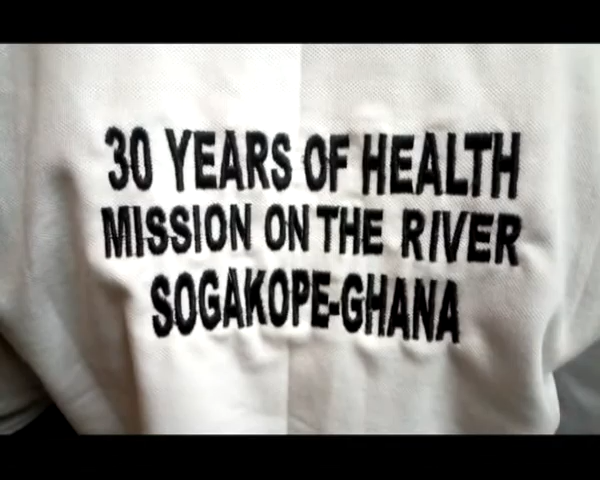 30 YEARS OF HEALTH
MISSION ON THE RIVER
SOGAKOPE-GHANA